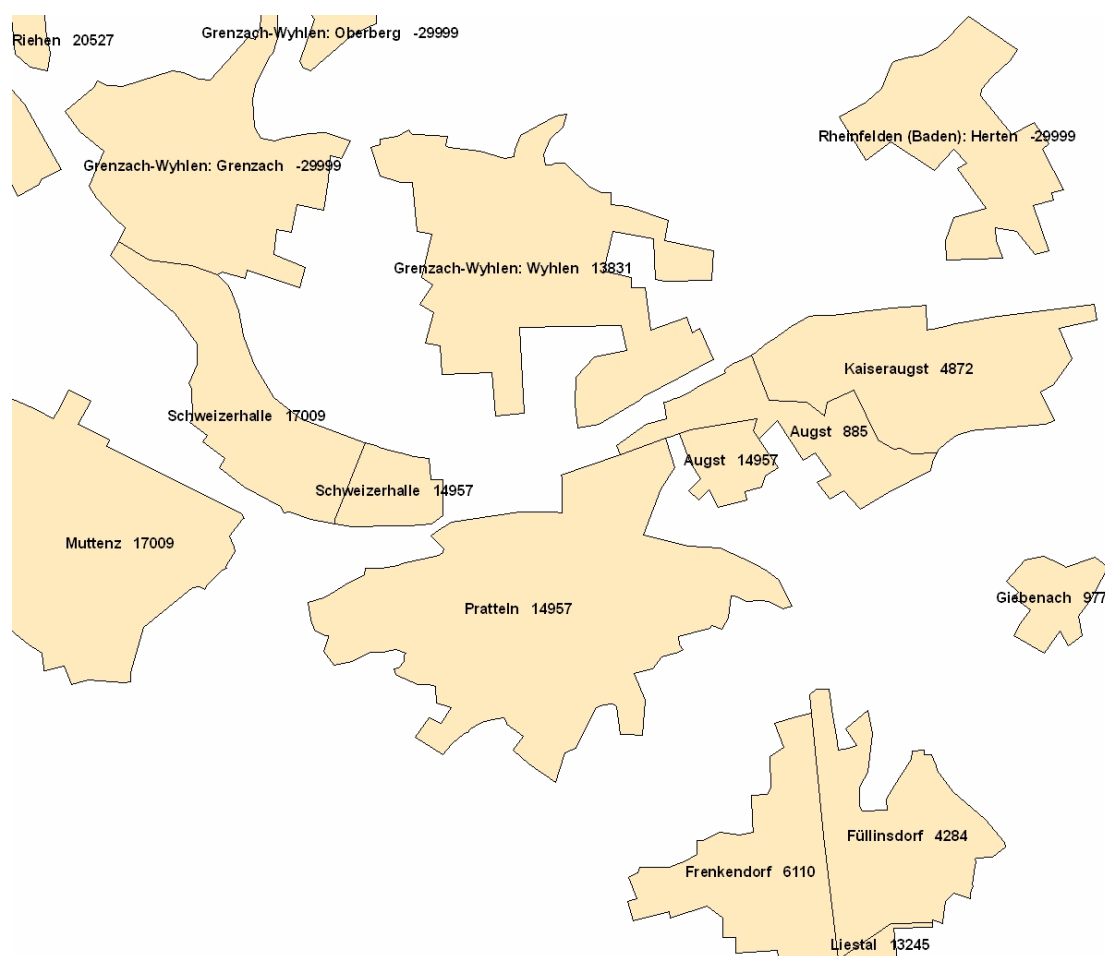 Riehen 20527
Grenzach-Wyhlen: Oberberg -29999
Rheinfelden (Baden): Herten -29999
Grenzach-Wyhlen: Grenzach -29999
Grenzach-Wyhlen: Wyhlen 13831
Kaiseraugst 4872
Schweizerhalle 17009
Augst 885
Augst 14957
Schweizerhalle 14957
Muttenz 17009
Giebenach 977
Pratteln 14957
Füllinsdorf 4284
Frenkendorf 6110
Liestal 13245